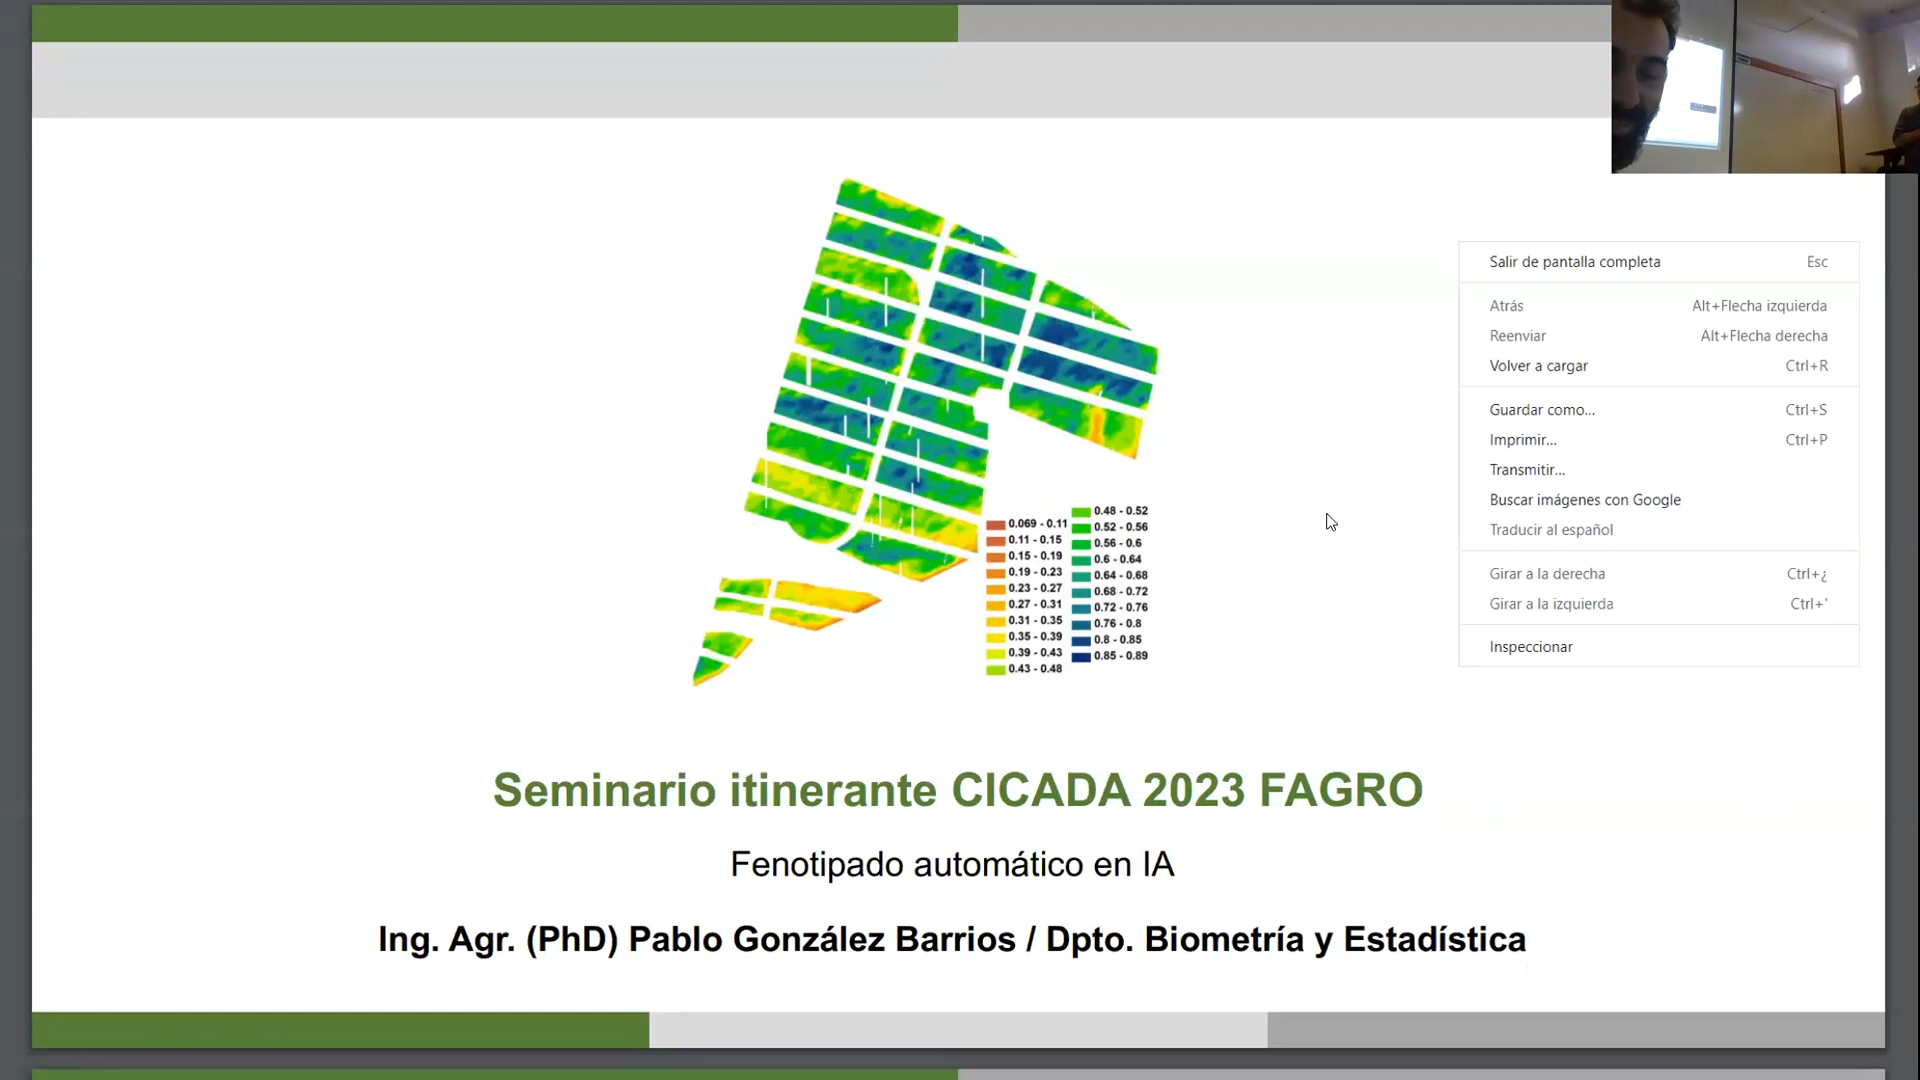 Salir de pantalla completa Esc
Atrás Alt+Flecha izquierda
Reenviar Alt+Flecha derecha
Volver a cargar Ctrl+R
Guardar como... Ctrl+S
Imprimir... Ctrl+P
Transmitir...
Buscar imágenes con Google
Traducir al español
Girar a la derecha Ctrl+¿
Girar a la izquierda Ctrl+'
Inspeccionar
0.069 - 0.11
0.11 - 0.15
0.15 - 0.19
0.19 - 0.23
0.23 - 0.27
0.27 - 0.31
0.31 - 0.35
0.35 - 0.39
0.39 - 0.43
0.43 - 0.48
0.48 - 0.52
0.52 - 0.56
0.56 - 0.6
0.6 - 0.64
0.64 - 0.68
0.68 - 0.72
0.72 - 0.76
0.76 - 0.8
0.8 - 0.85
0.85 - 0.89
Seminario itinerante CICADA 2023 FAGRO
Fenotipado automático en IA
Ing. Agr. (PhD) Pablo González Barrios / Dpto. Biometría y Estadística